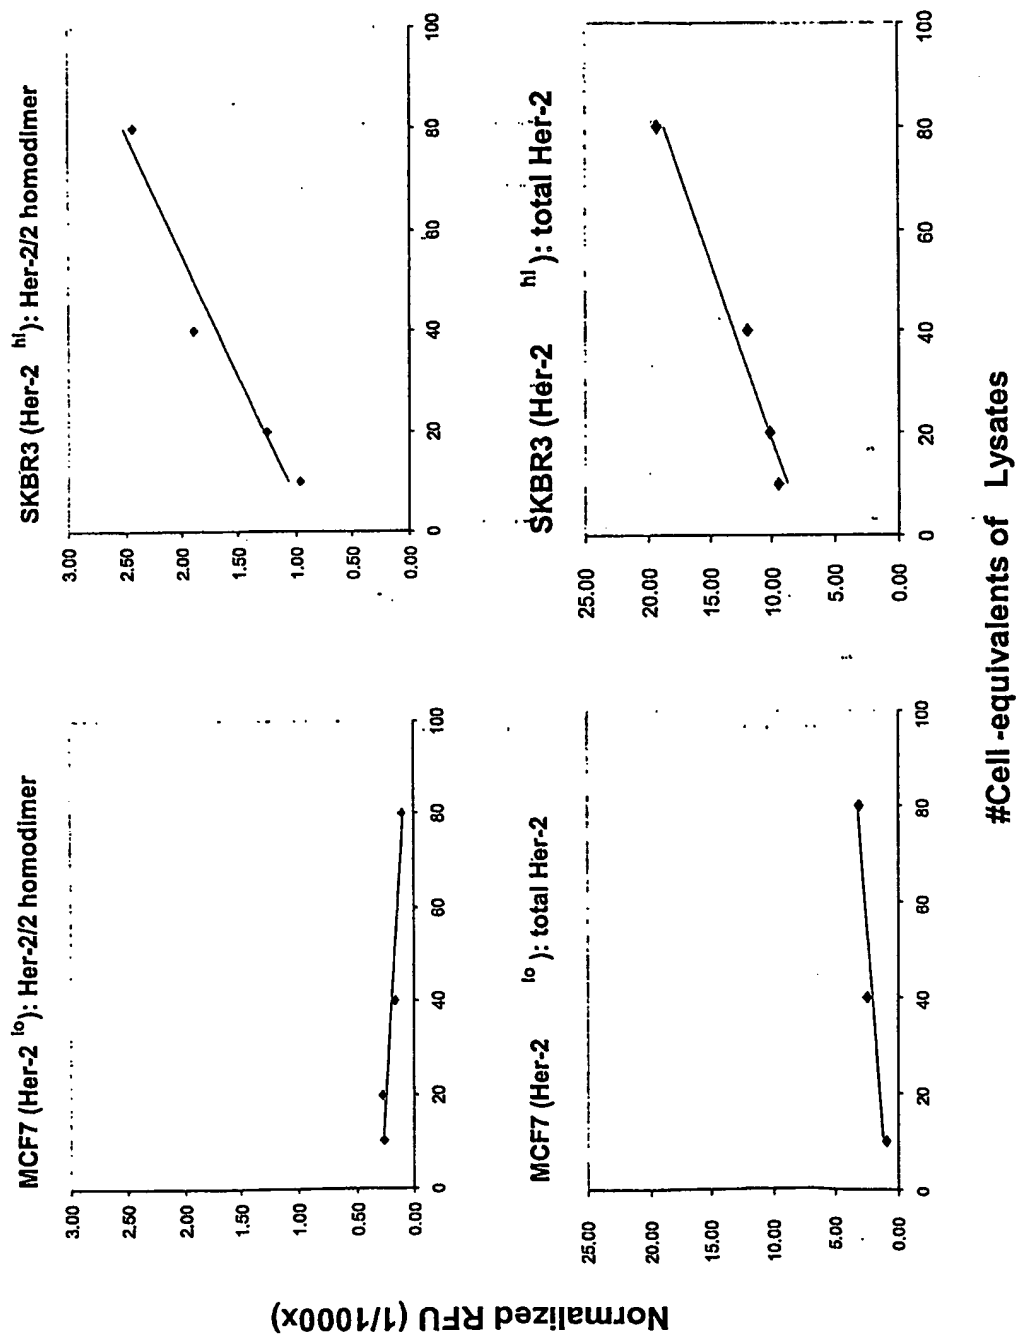 MCF7 (Her-2 lo): Her-2/2 homodimer
3.00
2.50
2.00
1.50
1.00
0.50
0.00
0 20 40 60 80 100
SKBR3 (Her-2 hi): Her-2/2 homodimer
3.00
2.50
2.00
1.50
1.00
0.50
0.00
0 20 40 60 80 100
MCF7 (Her-2 lo): total Her-2
25.00
20.00
15.00
10.00
5.00
0.00
0 20 40 60 80 100
SKBR3 (Her-2 hi): total Her-2
25.00
20.00
15.00
10.00
5.00
0.00
0 20 40 60 80 100
Normalized RFU (1/1000x)
#Cell -equivalents of Lysates